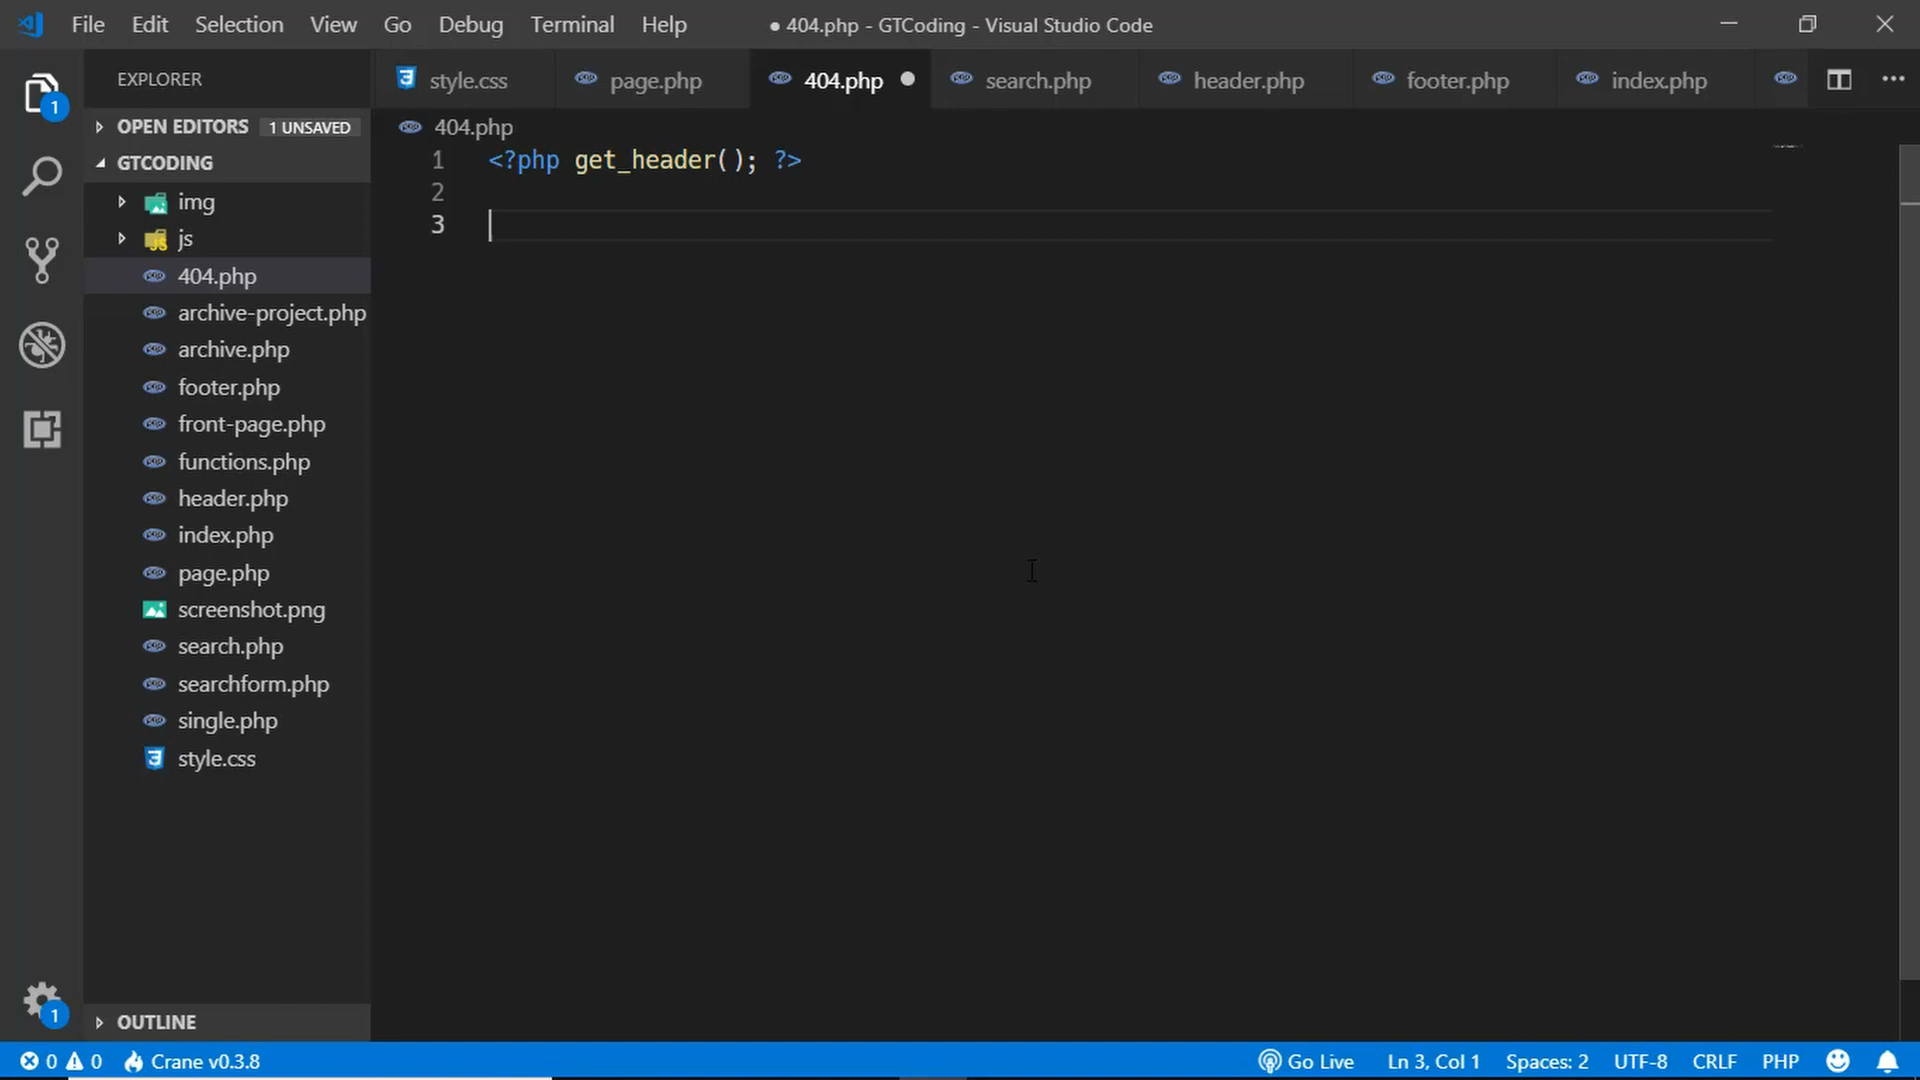 File Edit Selection View Go Debug Terminal Help ● 404.php - GTCoding - Visual Studio Code
EXPLORER
style.css page.php 404.php search.php header.php footer.php index.php
1
OPEN EDITORS 1 UNSAVED
404.php
GTCODING
1 <?php get_header(); ?>
2
3
img
js
404.php
archive-project.php
archive.php
footer.php
front-page.php
functions.php
header.php
index.php
page.php
screenshot.png
search.php
searchform.php
single.php
style.css
1
OUTLINE
0 0 Crane v0.3.8 Go Live Ln 3, Col 1 Spaces: 2 UTF-8 CRLF PHP